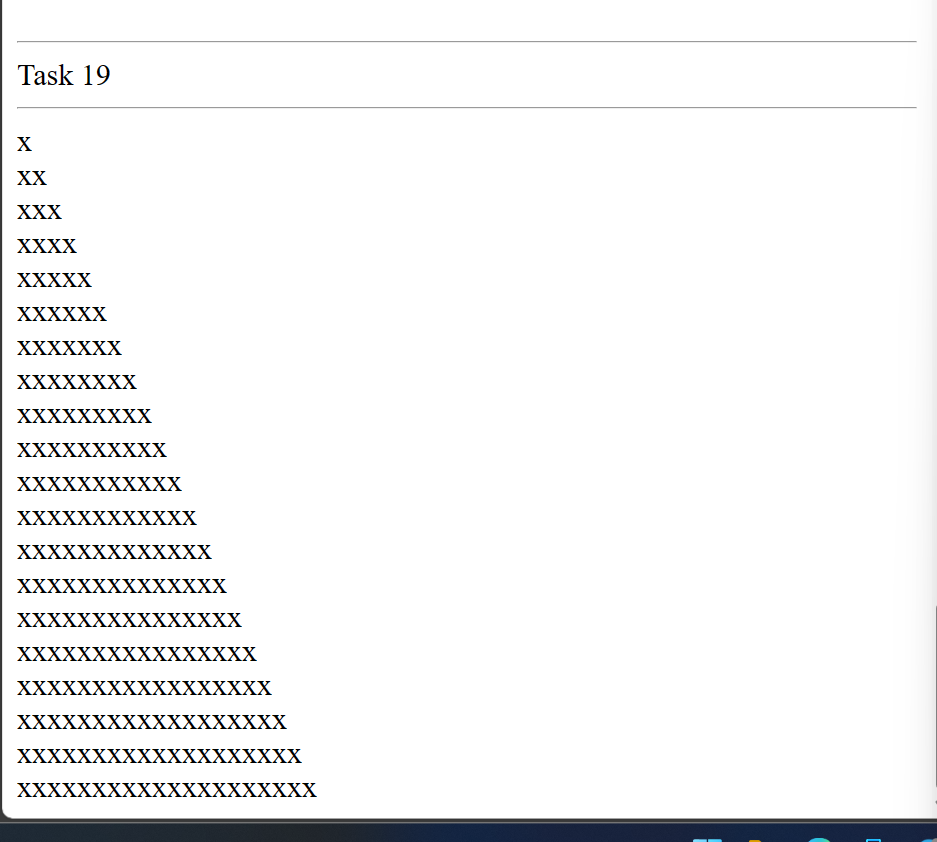 Task 19
x
xx
xxx
xxxx
xxxxx
xxxxxx
xxxxxxx
xxxxxxxx
xxxxxxxxx
xxxxxxxxxx
xxxxxxxxxxx
xxxxxxxxxxxx
xxxxxxxxxxxxx
xxxxxxxxxxxxxx
xxxxxxxxxxxxxxx
xxxxxxxxxxxxxxxx
xxxxxxxxxxxxxxxxx
xxxxxxxxxxxxxxxxxx
xxxxxxxxxxxxxxxxxxx
xxxxxxxxxxxxxxxxxxxx